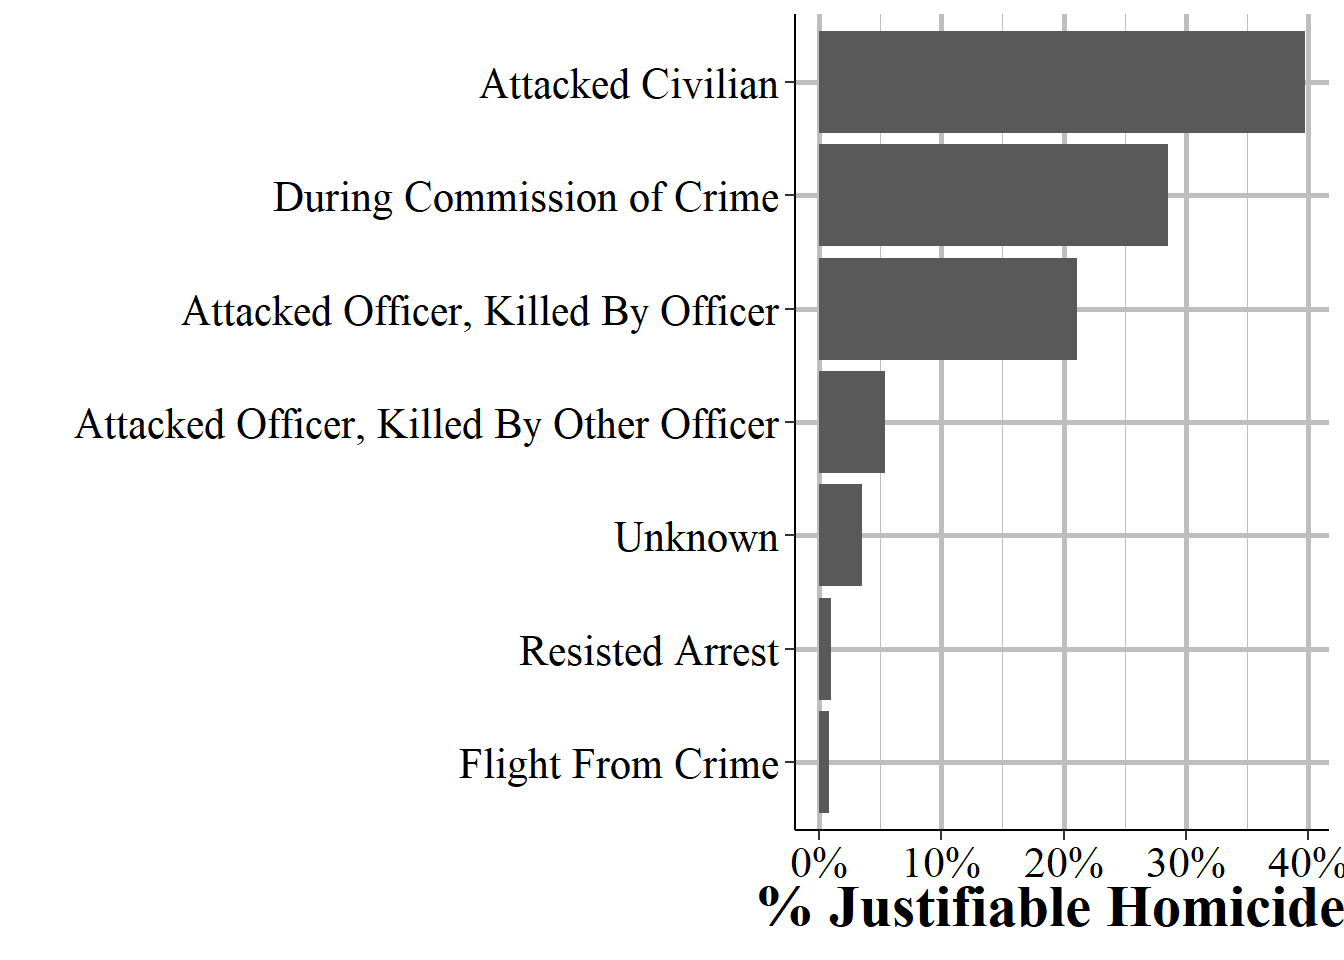 Attacked Civilian
During Commission of Crime
Attacked Officer, Killed By Officer
Attacked Officer, Killed By Other Officer
Unknown
Resisted Arrest
Flight From Crime
0% 10% 20% 30% 40%
% Justifiable Homicide